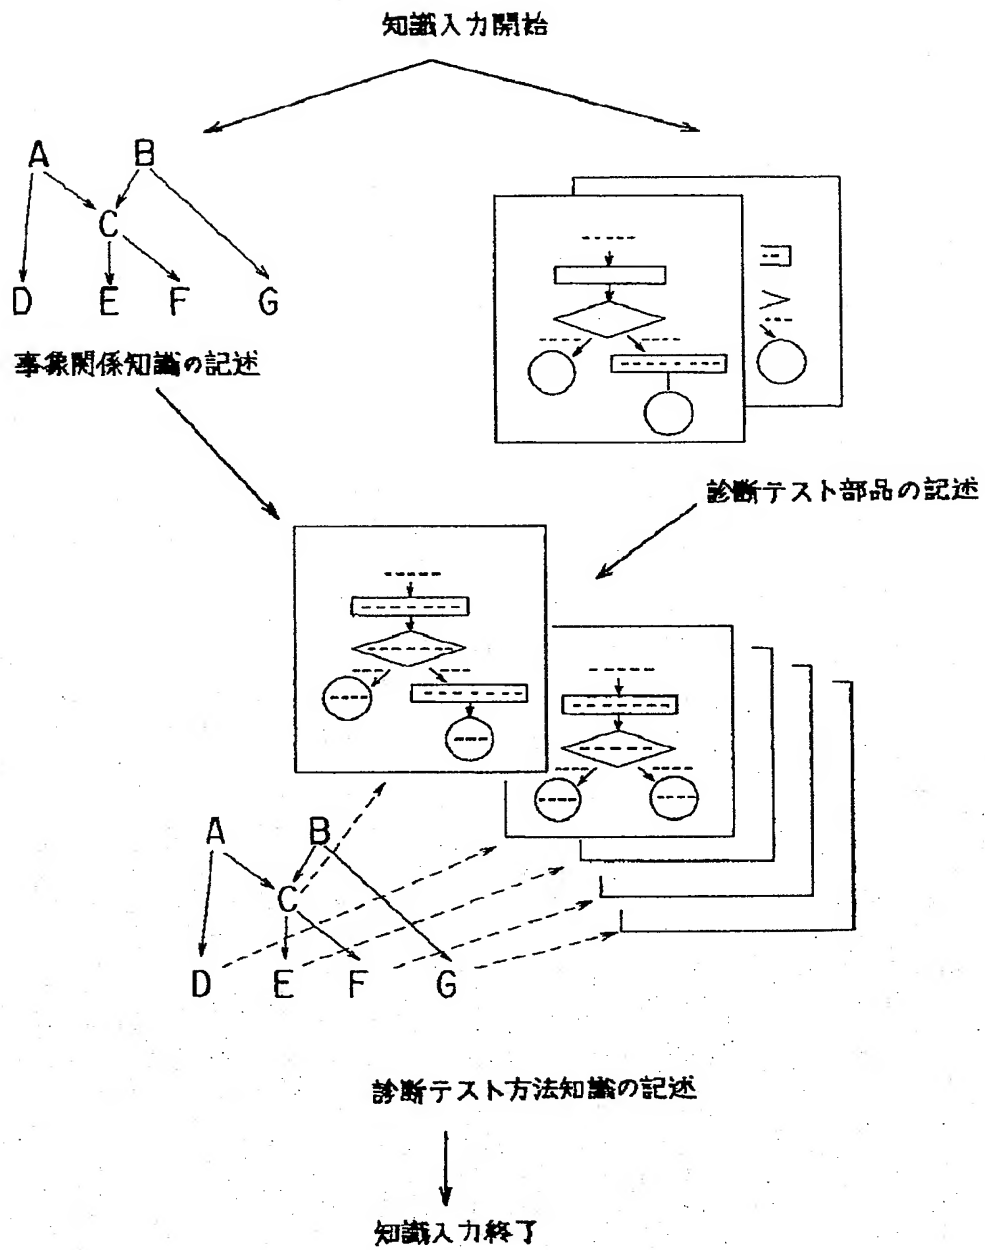 知識入力開始
A B
C
D E F G
事象関係知識の記述
診断テスト部品の記述
A B
C
D E F G
診断テスト方法知識の記述
知識入力終了